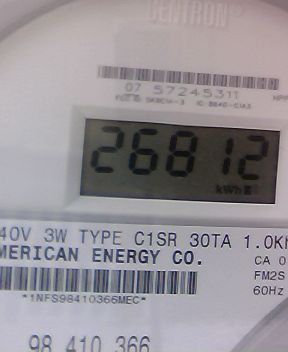 CENTRON®
07 57245311
26812
kWh
40V 3W TYPE C1SR 30TA 1.0Kh
MERICAN ENERGY CO.
CA 0
FM2S
60Hz
*1NFS98410366MEC*
98 410 366